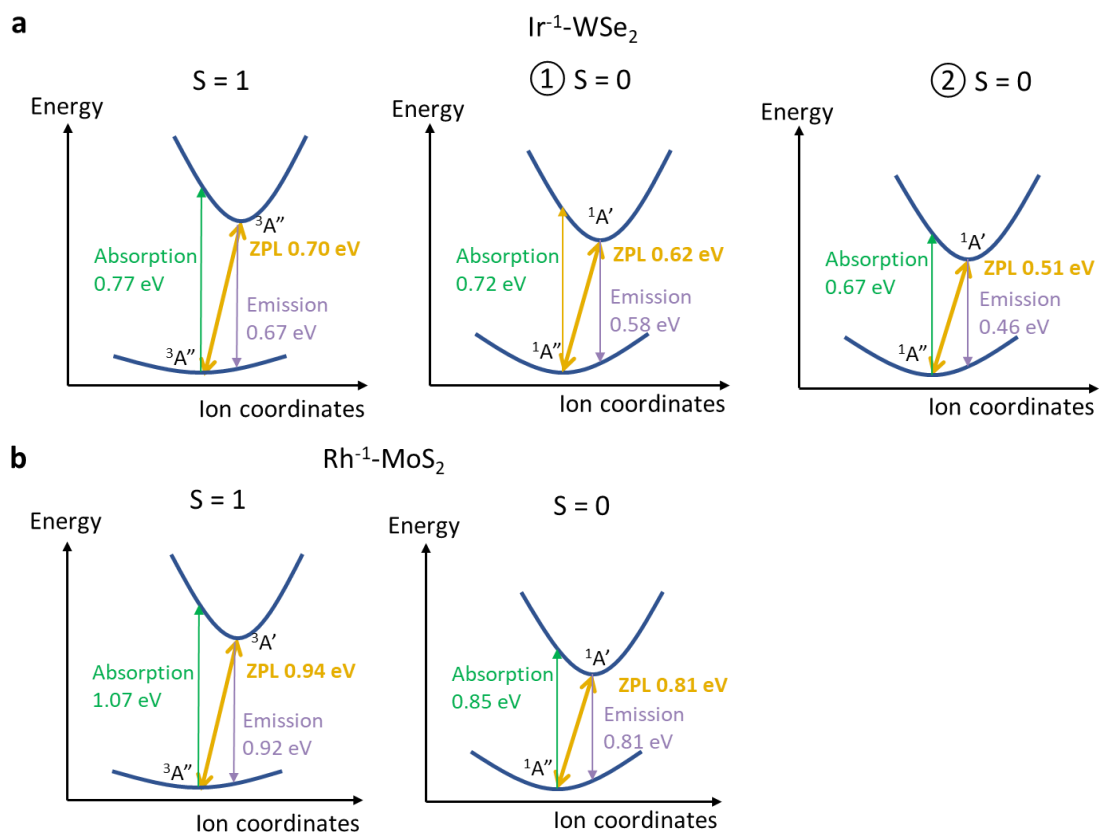 a
Ir⁻¹-WSe₂
S = 1
① S = 0
② S = 0
Energy
³A”
Absorption
0.77 eV
ZPL 0.70 eV
Emission
0.67 eV
³A”
Ion coordinates
Energy
¹A’
Absorption
0.72 eV
ZPL 0.62 eV
Emission
0.58 eV
¹A”
Ion coordinates
Energy
¹A’
Absorption
0.67 eV
ZPL 0.51 eV
Emission
0.46 eV
¹A”
Ion coordinates
b
Rh⁻¹-MoS₂
S = 1
S = 0
Energy
³A’
Absorption
1.07 eV
ZPL 0.94 eV
Emission
0.92 eV
³A”
Ion coordinates
Energy
¹A’
Absorption
0.85 eV
ZPL 0.81 eV
Emission
0.81 eV
¹A”
Ion coordinates